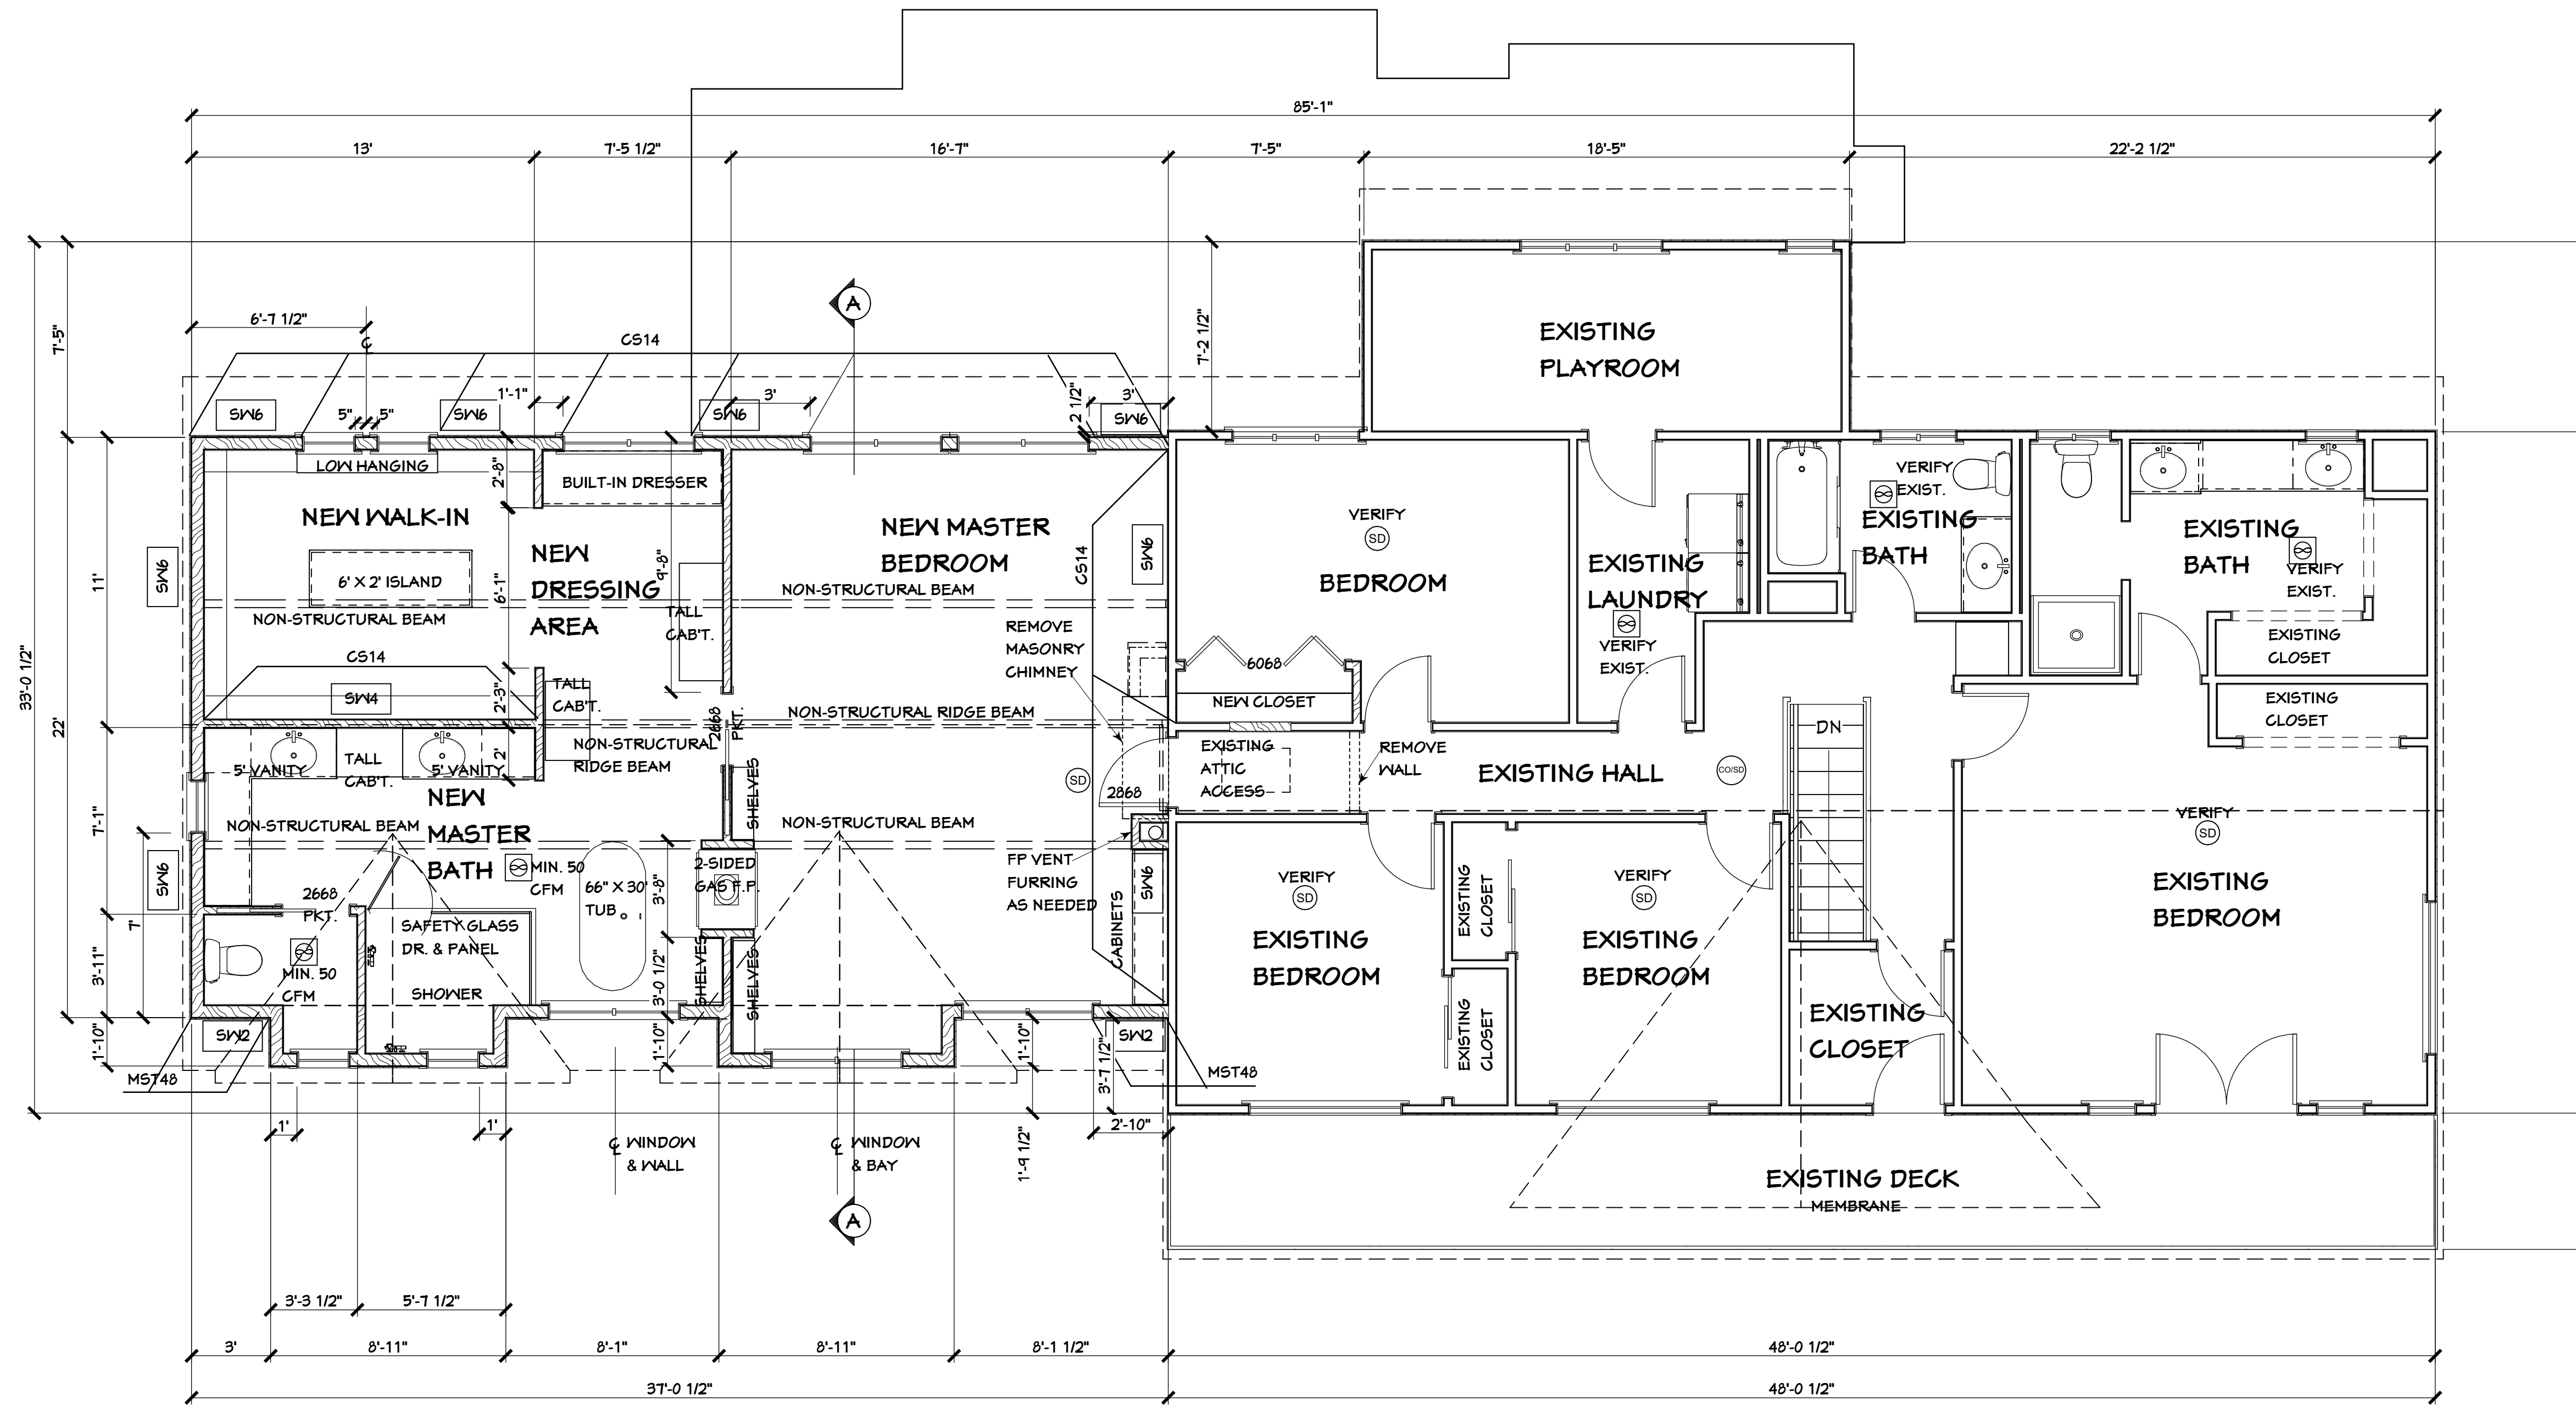 85'-1"
13'
7'-5 1/2"
16'-7"
7'-5"
18'-5"
22'-2 1/2"
6'-7 1/2"
℄
CS14
A
7'-5"
7'-2 1/2"
EXISTING
PLAYROOM
SW6
5"
5"
SW6
1'-1"
SW6
3'
2 1/2"
3'
SW6
LOW HANGING
2'-8"
BUILT-IN DRESSER
NEW WALK-IN
NEW MASTER
BEDROOM
NON-STRUCTURAL BEAM
NEW
DRESSING
AREA
9'-8"
6'-1"
6' X 2' ISLAND
NON-STRUCTURAL BEAM
TALL
CAB'T.
SW6
11'
CS14
SW6
VERIFY
SD
BEDROOM
EXISTING
LAUNDRY
VERIFY
EXIST.
VERIFY
EXIST.
EXISTING
BATH
EXISTING
BATH
VERIFY
EXIST.
EXISTING
CLOSET
EXISTING
CLOSET
REMOVE
MASONRY
CHIMNEY
6068
NEW CLOSET
CS14
SW4
2'-3"
TALL
CAB'T.
2668
PKT.
NON-STRUCTURAL RIDGE BEAM
NON-STRUCTURAL
RIDGE BEAM
33'-0 1/2"
22'
2'
5' VANITY
TALL
CAB'T.
5' VANITY
SHELVES
SD
2868
EXISTING
ATTIC
ACCESS
REMOVE
WALL
EXISTING HALL
CO/SD
DN
NEW
MASTER
BATH
NON-STRUCTURAL BEAM
NON-STRUCTURAL BEAM
7'-1"
7'
SW6
MIN. 50
CFM
66" X 30"
TUB
3'-8"
2-SIDED
GAS F.P.
FP VENT
FURRING
AS NEEDED
SW6
CABINETS
2668
PKT.
SAFETY GLASS
DR. & PANEL
SHOWER
MIN. 50
CFM
3'-11"
3'-0 1/2"
SHELVES
SHELVES
VERIFY
SD
EXISTING
BEDROOM
EXISTING
CLOSET
EXISTING
CLOSET
VERIFY
SD
EXISTING
BEDROOM
EXISTING
CLOSET
VERIFY
SD
EXISTING
BEDROOM
SW2
1'-10"
1'-10"
1'-10"
3'-7 1/2"
SW2
MST48
MST48
1'
1'
℄ WINDOW
& WALL
℄ WINDOW
& BAY
1'-9 1/2"
2'-10"
EXISTING DECK
MEMBRANE
A
3'-3 1/2"
5'-7 1/2"
3'
8'-11"
8'-1"
8'-11"
8'-1 1/2"
48'-0 1/2"
37'-0 1/2"
48'-0 1/2"